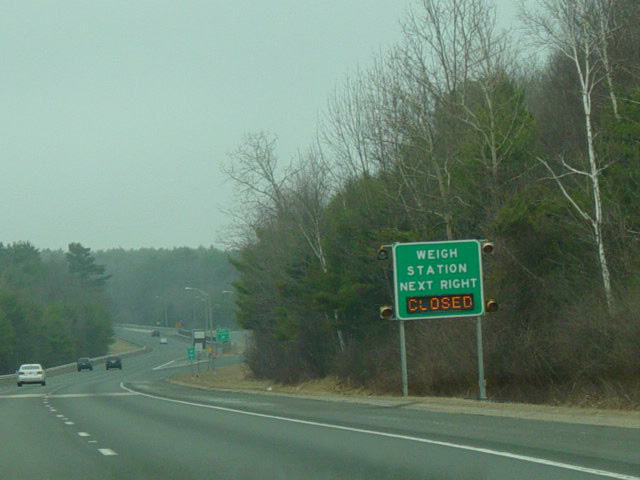 WEIGH
STATION
NEXT RIGHT
CLOSED